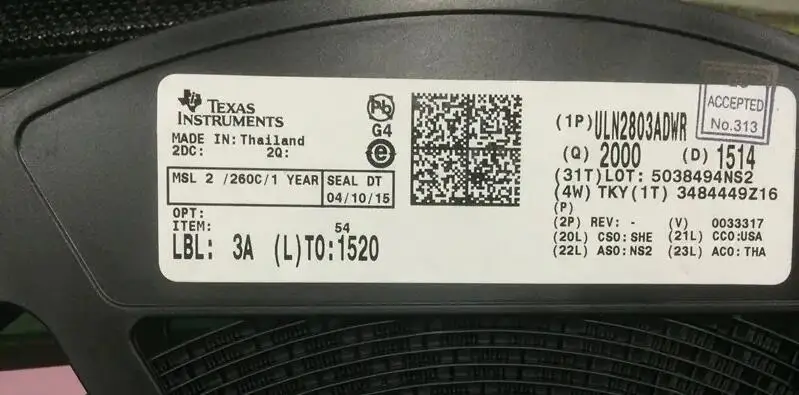 TEXAS
INSTRUMENTS
MADE IN: Thailand
2DC: 2Q:
Pb
G4
e
MSL 2 /260C/1 YEAR
SEAL DT
04/10/15
OPT:
ITEM: 54
LBL: 3A (L)TO:1520
ACCEPTED
No.313
(1P)ULN2803ADWR
(Q) 2000 (D) 1514
(31T)LOT: 5038494NS2
(4W) TKY(1T) 3484449Z16
(P)
(2P) REV: - (V) 0033317
(20L) CSO:SHE (21L) CCO:USA
(22L) ASO:NS2 (23L) ACO:THA